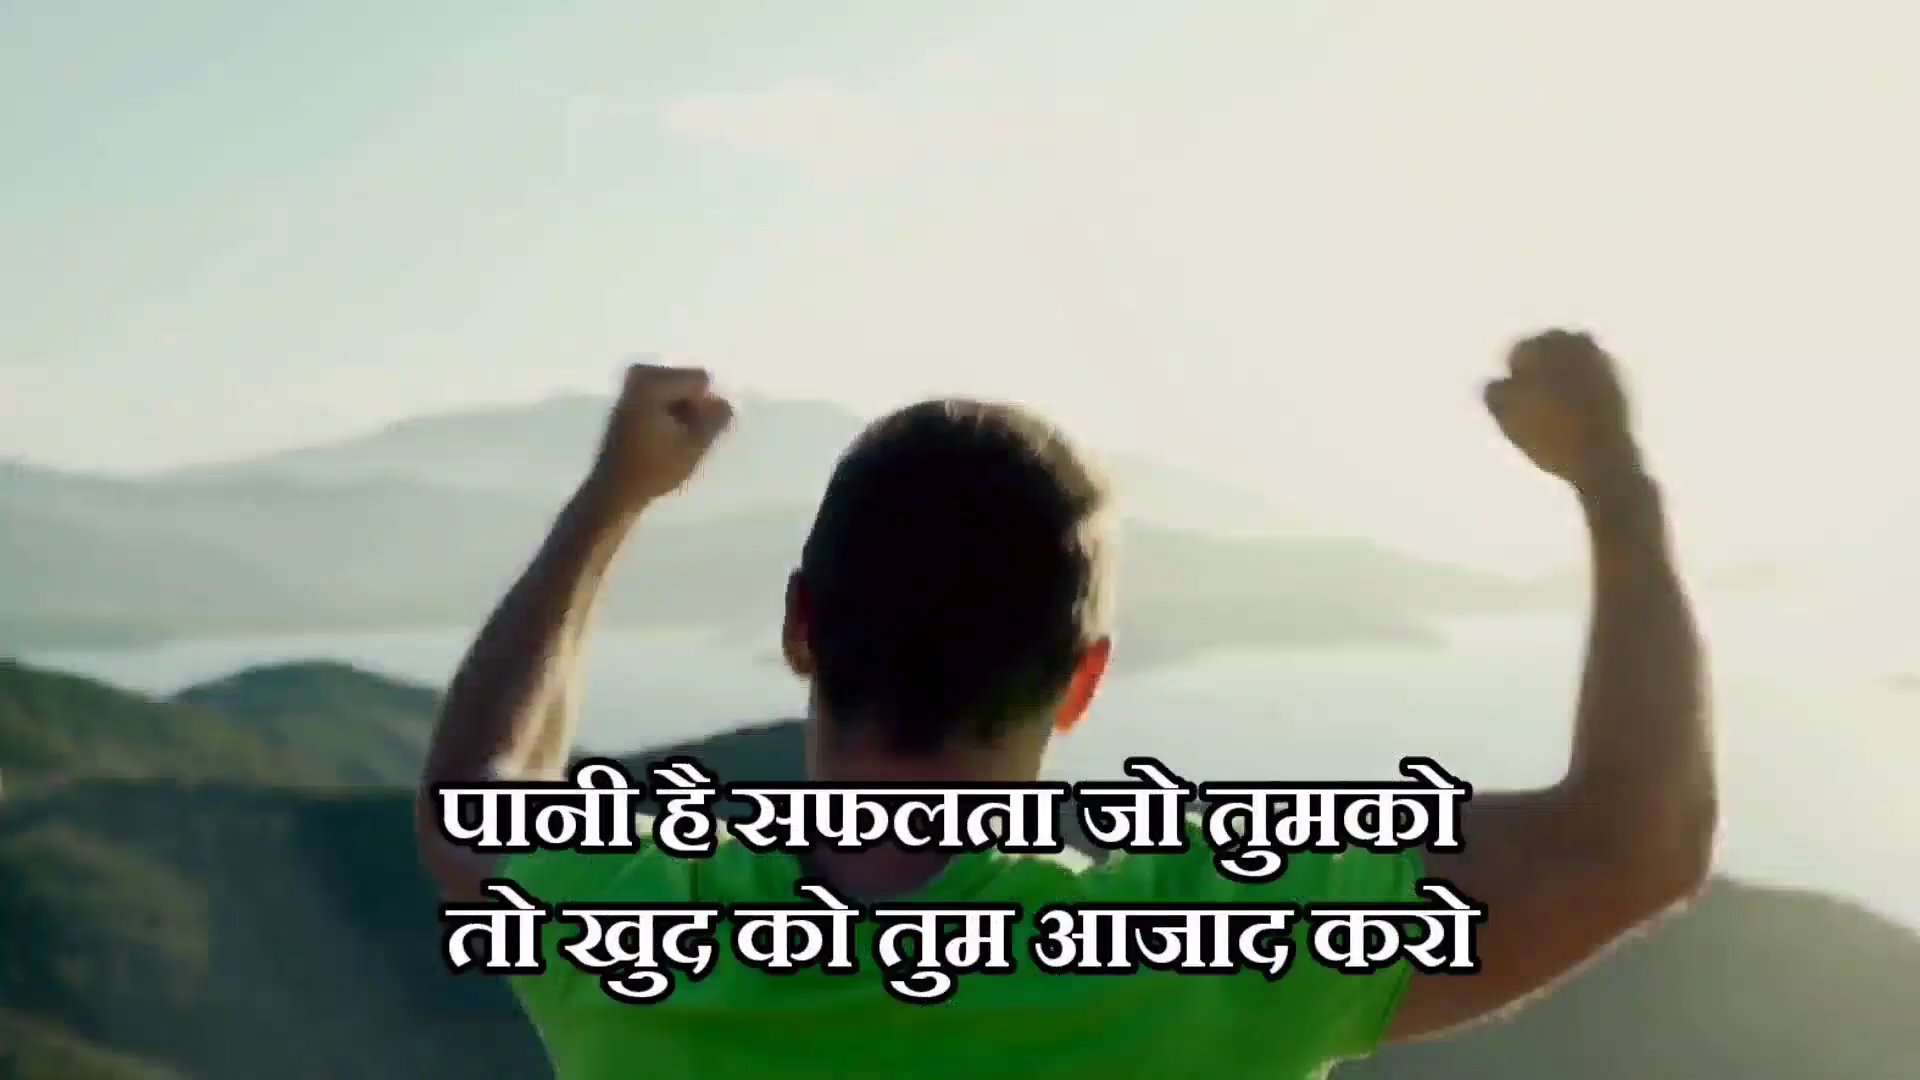 पानी है सफलता जो तुमको
तो खुद को तुम आजाद करो